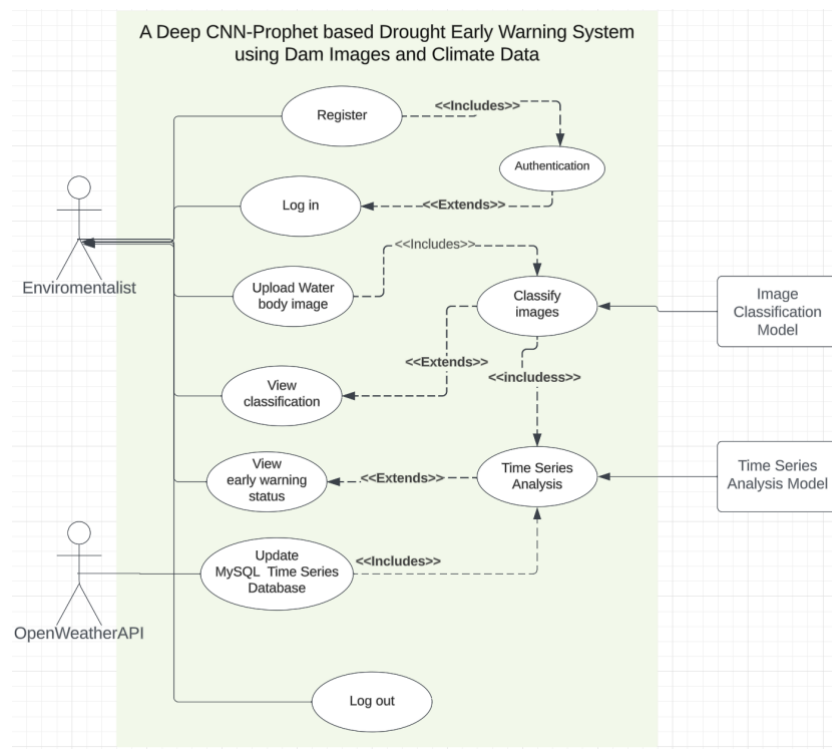 A Deep CNN-Prophet based Drought Early Warning System
using Dam Images and Climate Data
Register
<<Includes>>
Authentication
Log in
<<Extends>>
Enviromentalist
Upload Water
body image
<<Includes>>
Classify
images
Image
Classification
Model
<<Extends>>
<<includess>>
View
classification
View
early warning
status
<<Extends>>
Time Series
Analysis
Time Series
Analysis Model
Update
MySQL Time Series
Database
<<Includes>>
OpenWeatherAPI
Log out